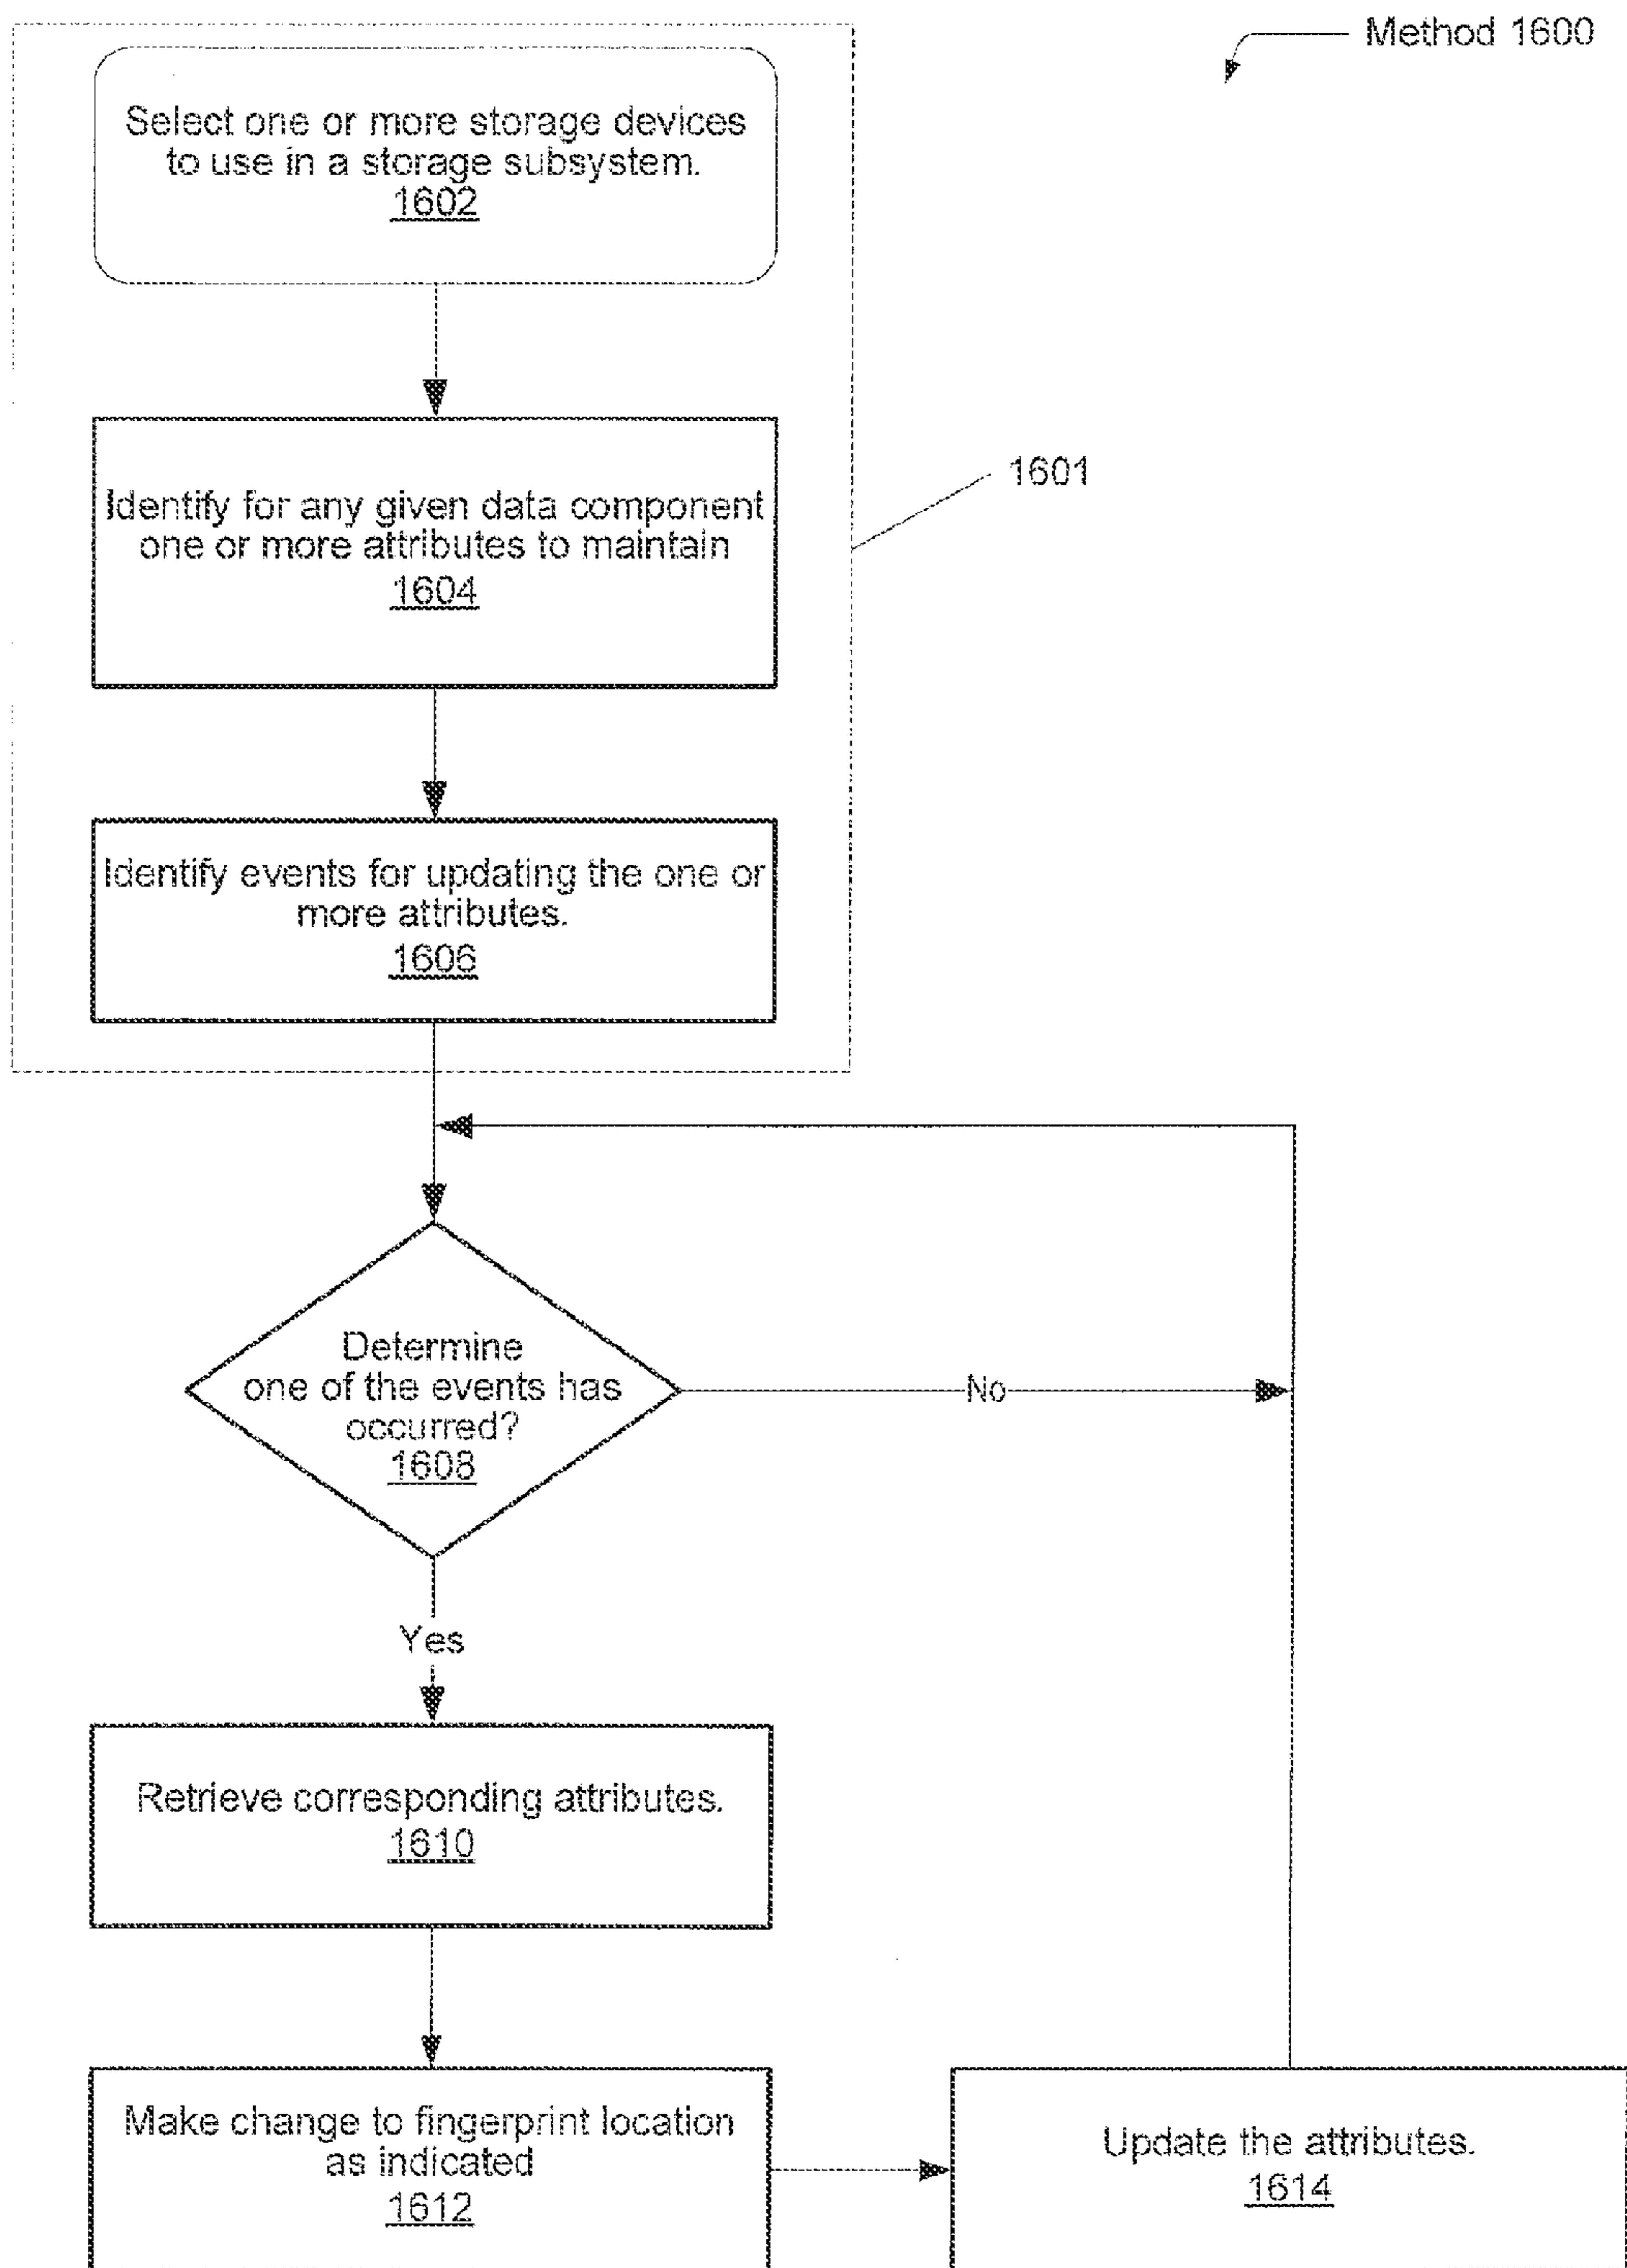 Method 1600
Select one or more storage devices
to use in a storage subsystem.
1602
1601
Identify for any given data component
one or more attributes to maintain
1604
Identify events for updating the one or
more attributes.
1606
Determine
one of the events has
occurred?
1608
No
Yes
Retrieve corresponding attributes.
1610
Make change to fingerprint location
as indicated
1612
Update the attributes.
1614